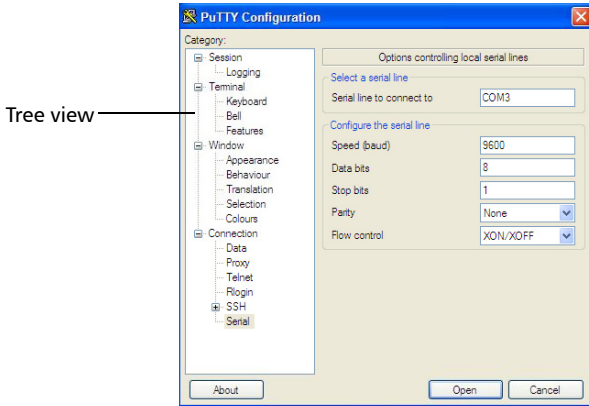 PuTTY Configuration
Category:
Session
Logging
Terminal
Keyboard
Bell
Features
Window
Appearance
Behaviour
Translation
Selection
Colours
Connection
Data
Proxy
Telnet
Rlogin
SSH
Serial
Tree view
Options controlling local serial lines
Select a serial line
Serial line to connect to COM3
Configure the serial line
Speed (baud) 9600
Data bits 8
Stop bits 1
Parity None
Flow control XON/XOFF
About Open Cancel